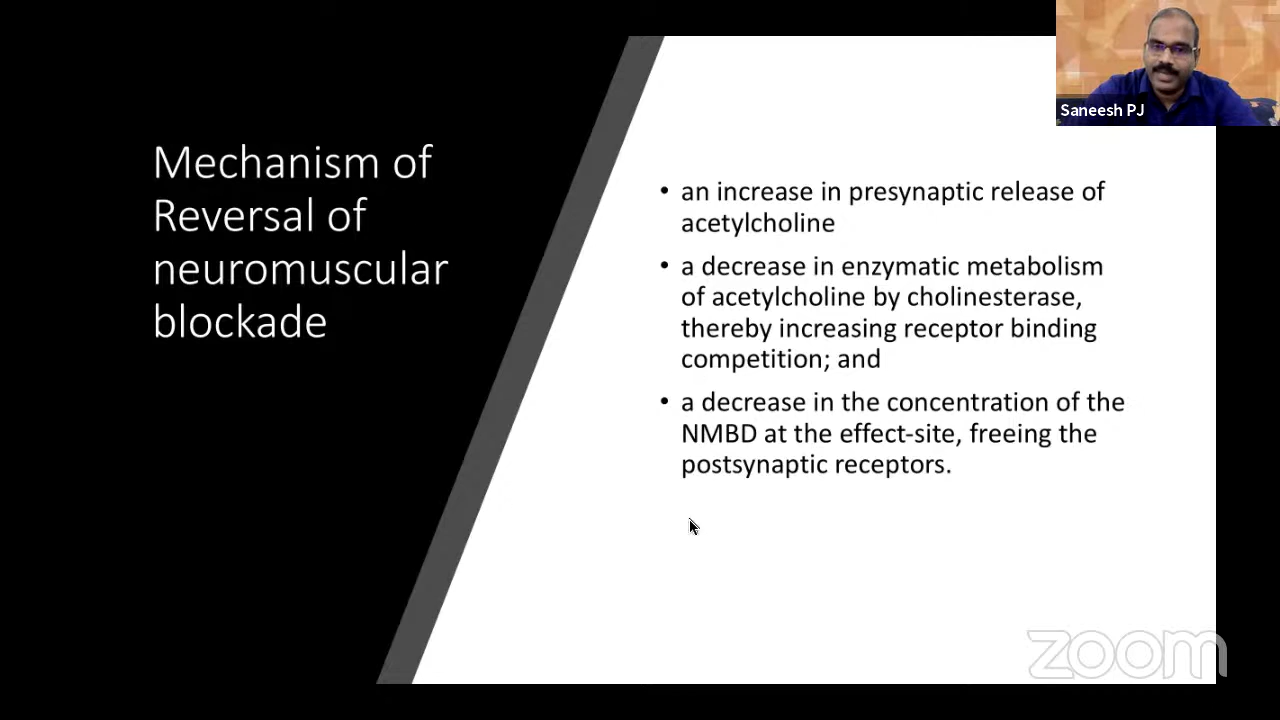 Mechanism of
Reversal of
neuromuscular
blockade
Saneesh PJ
• an increase in presynaptic release of
acetylcholine
• a decrease in enzymatic metabolism
of acetylcholine by cholinesterase,
thereby increasing receptor binding
competition; and
• a decrease in the concentration of the
NMBD at the effect-site, freeing the
postsynaptic receptors.
zoom